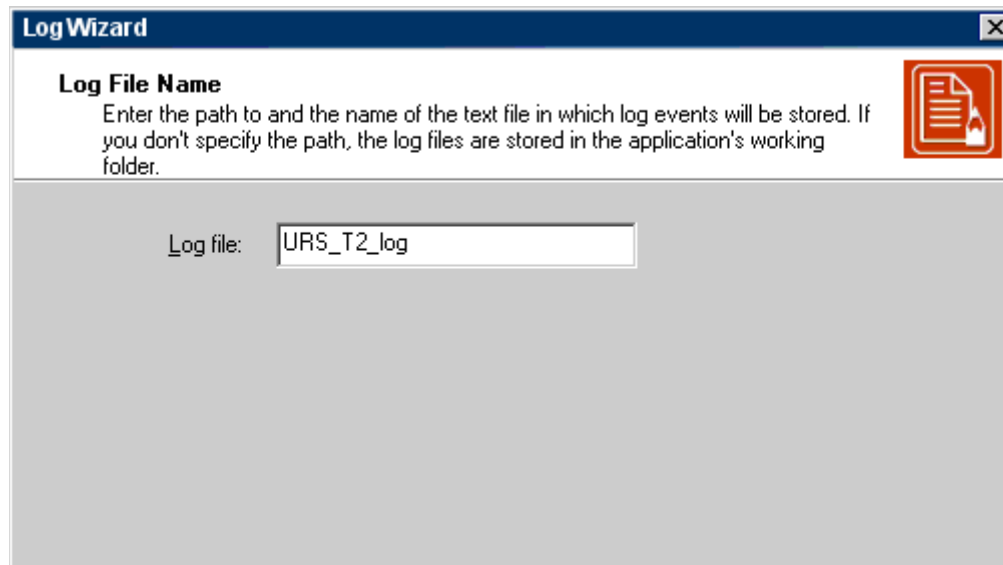 Log Wizard
Log File Name
Enter the path to and the name of the text file in which log events will be stored. If
you don't specify the path, the log files are stored in the application's working
folder.
Log file: URS_T2_log